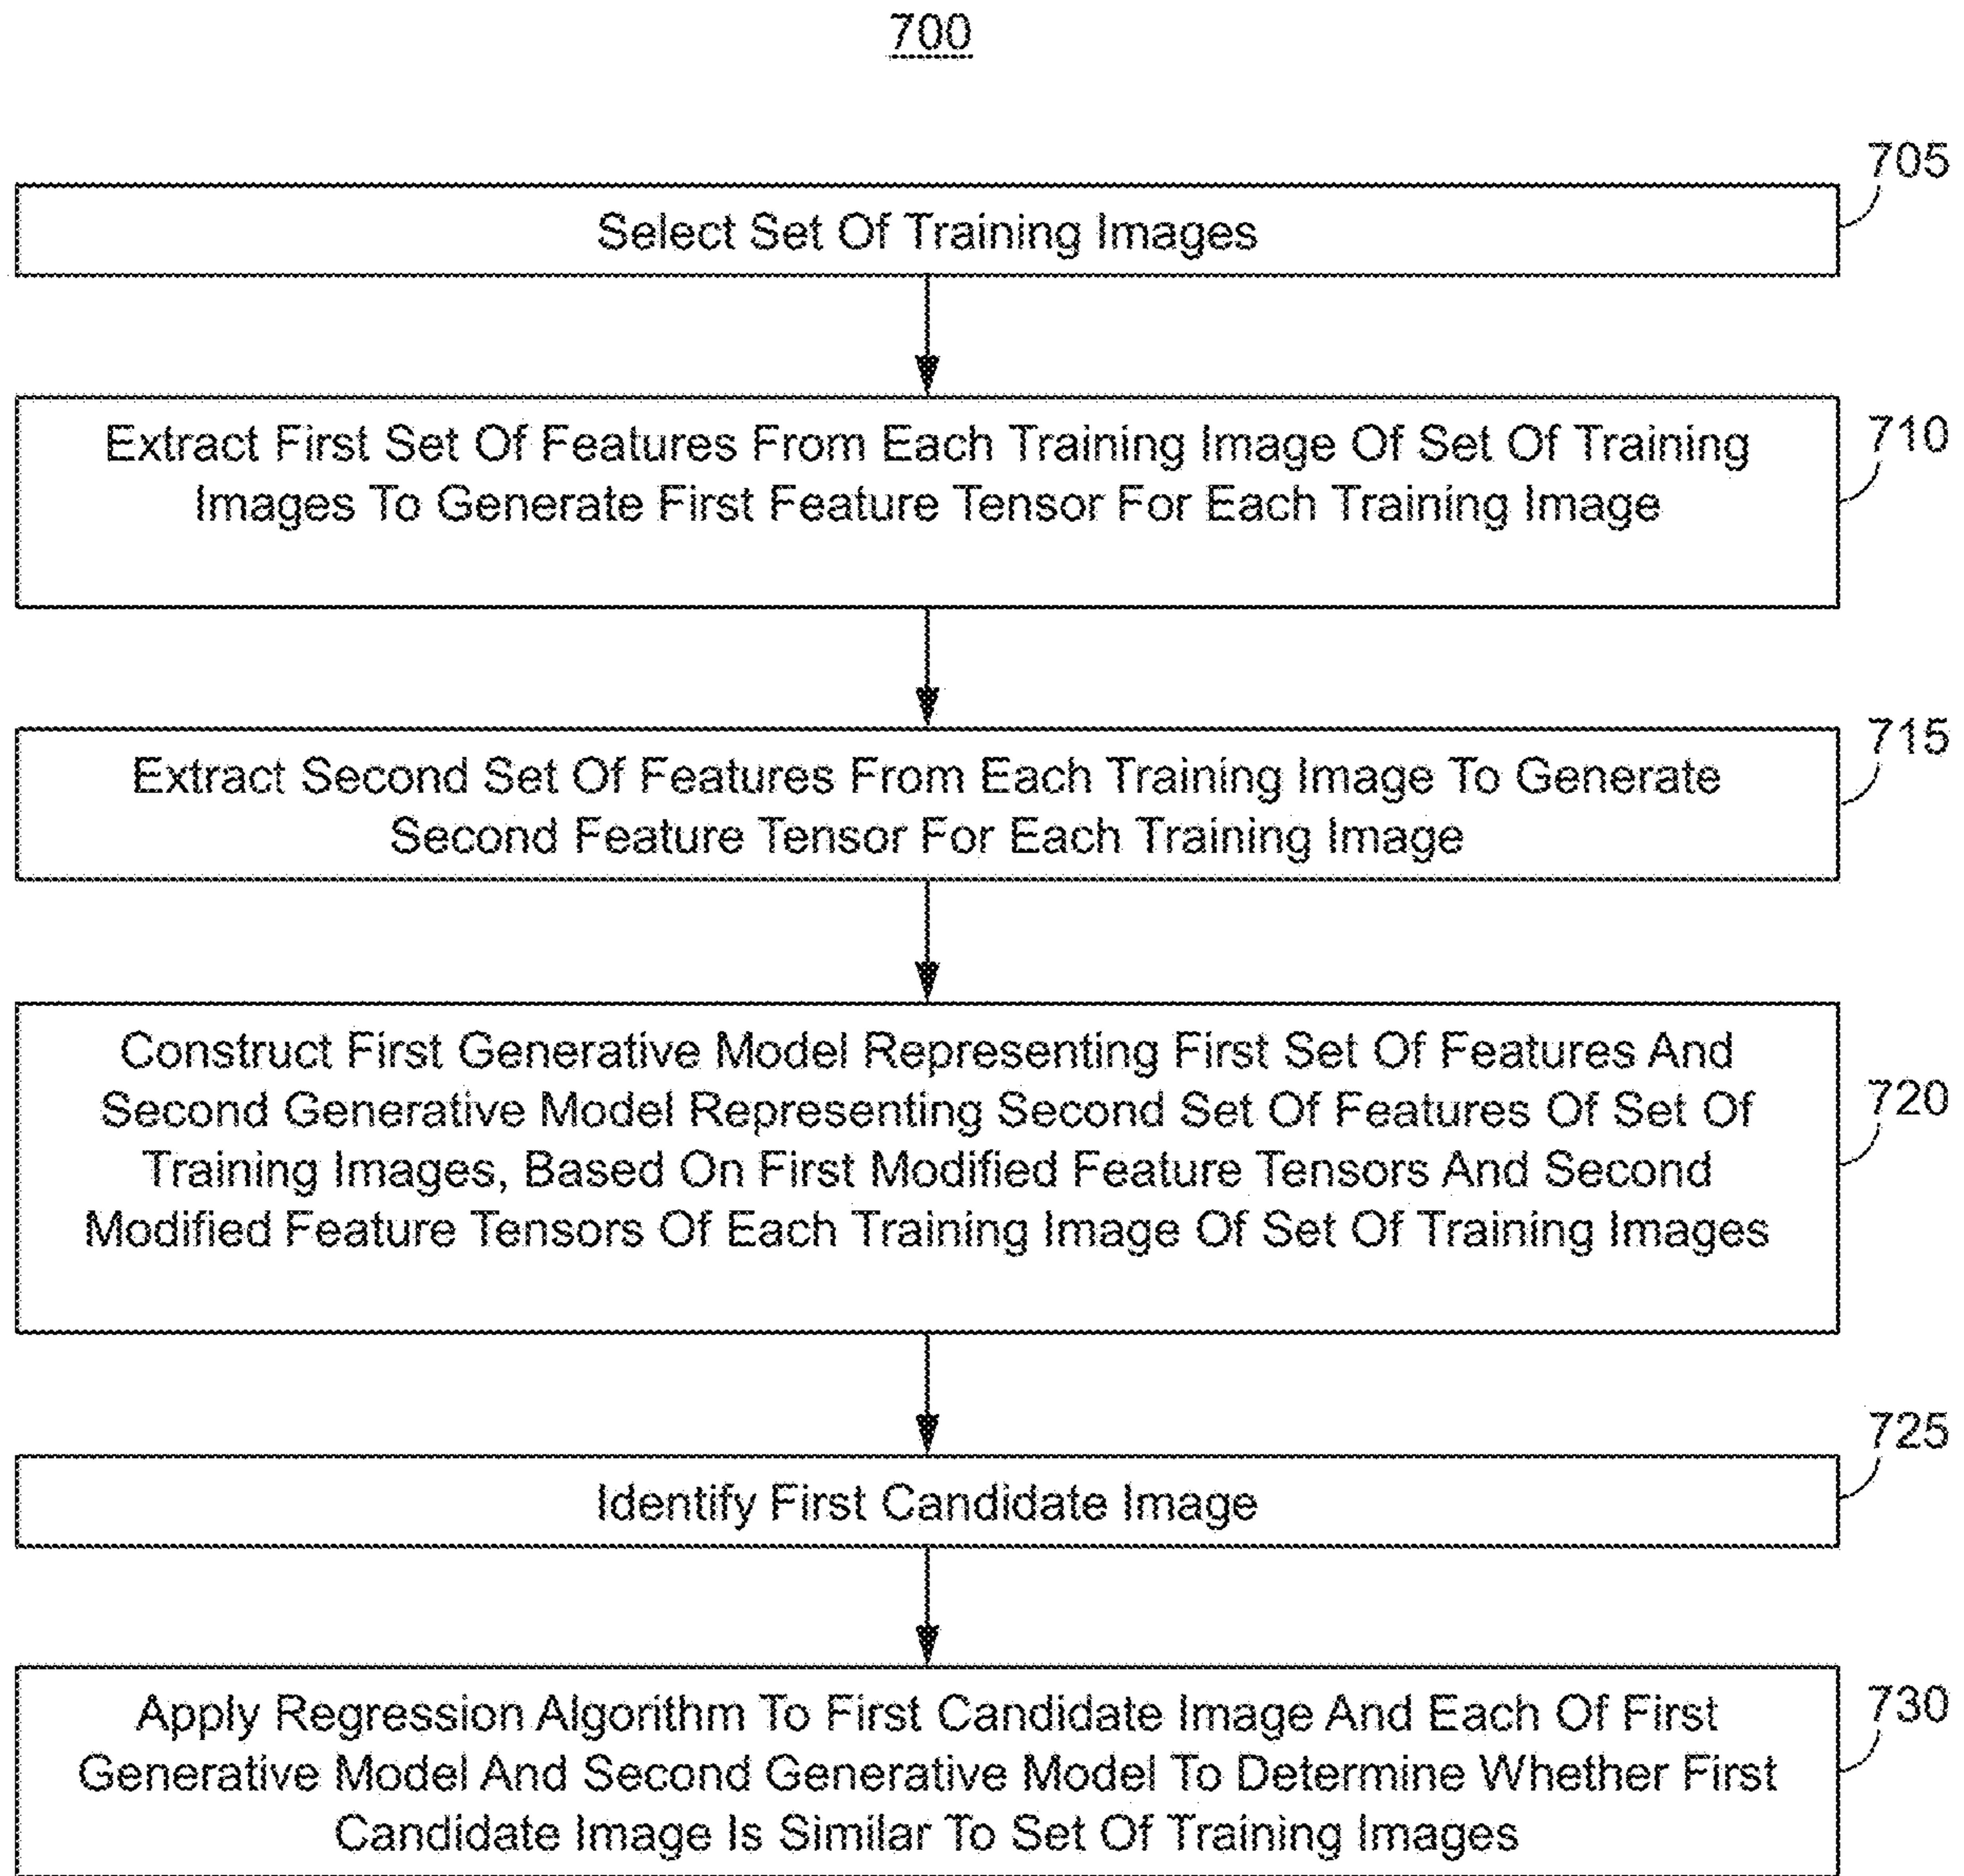 700
705
Select Set Of Training Images
710
Extract First Set Of Features From Each Training Image Of Set Of Training
Images To Generate First Feature Tensor For Each Training Image
715
Extract Second Set Of Features From Each Training Image To Generate
Second Feature Tensor For Each Training Image
720
Construct First Generative Model Representing First Set Of Features And
Second Generative Model Representing Second Set Of Features Of Set Of
Training Images, Based On First Modified Feature Tensors And Second
Modified Feature Tensors Of Each Training Image Of Set Of Training Images
725
Identify First Candidate Image
730
Apply Regression Algorithm To First Candidate Image And Each Of First
Generative Model And Second Generative Model To Determine Whether First
Candidate Image Is Similar To Set Of Training Images